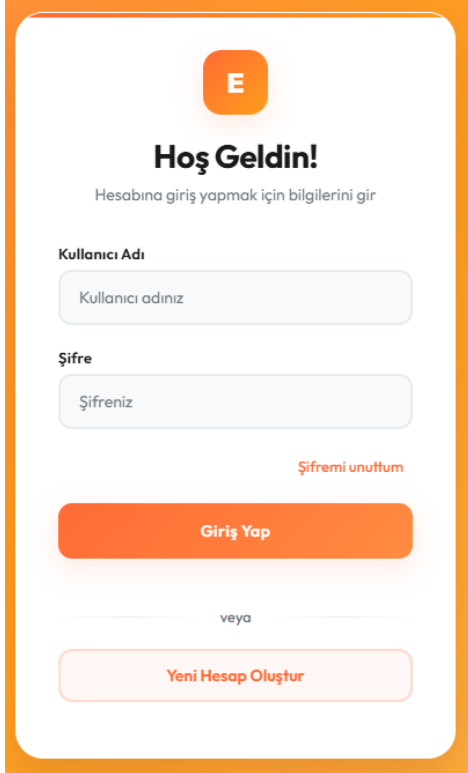 E
Hoş Geldin!
Hesabına giriş yapmak için bilgilerini gir
Kullanıcı Adı
Kullanıcı adınız
Şifre
Şifreniz
Şifremi unuttum
Giriş Yap
veya
Yeni Hesap Oluştur